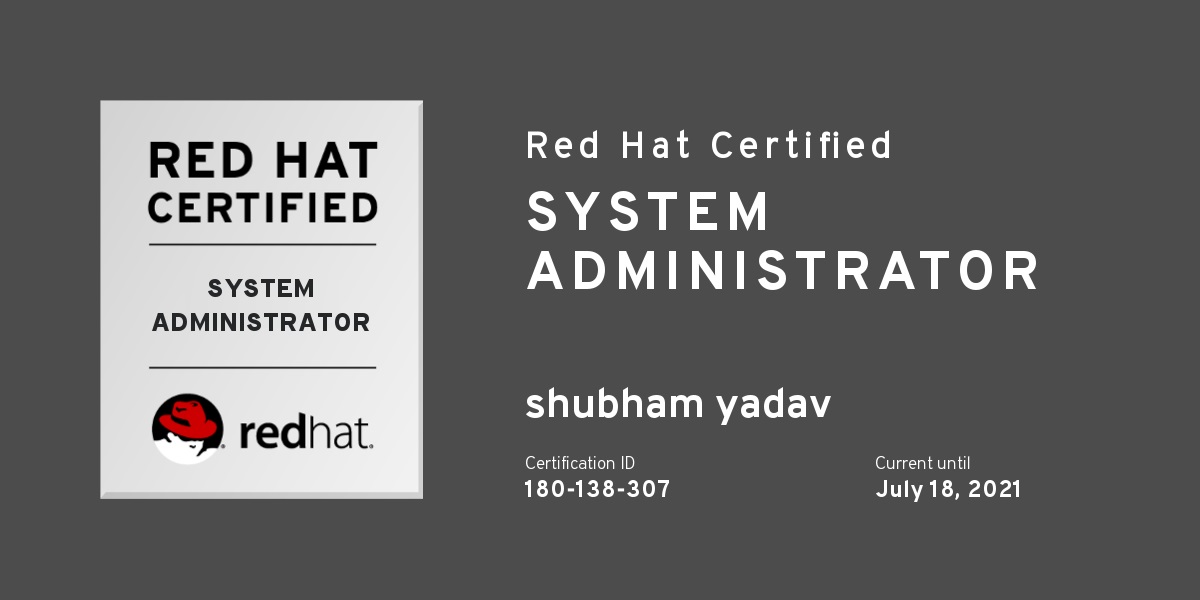 RED HAT
CERTIFIED
SYSTEM
ADMINISTRATOR
redhat.
Red Hat Certified
SYSTEM
ADMINISTRATOR
shubham yadav
Certification ID
180-138-307
Current until
July 18, 2021